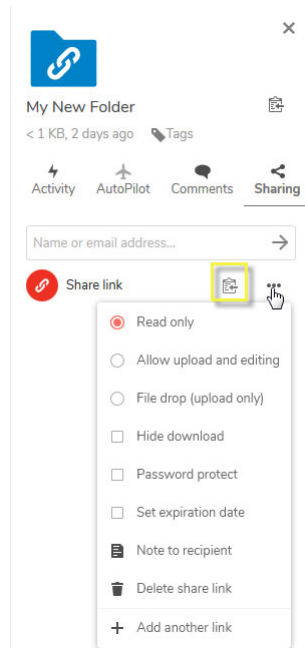 My New Folder
< 1 KB, 2 days ago Tags
Activity AutoPilot Comments Sharing
Name or email address...
Share link
Read only
Allow upload and editing
File drop (upload only)
Hide download
Password protect
Set expiration date
Note to recipient
Delete share link
Add another link